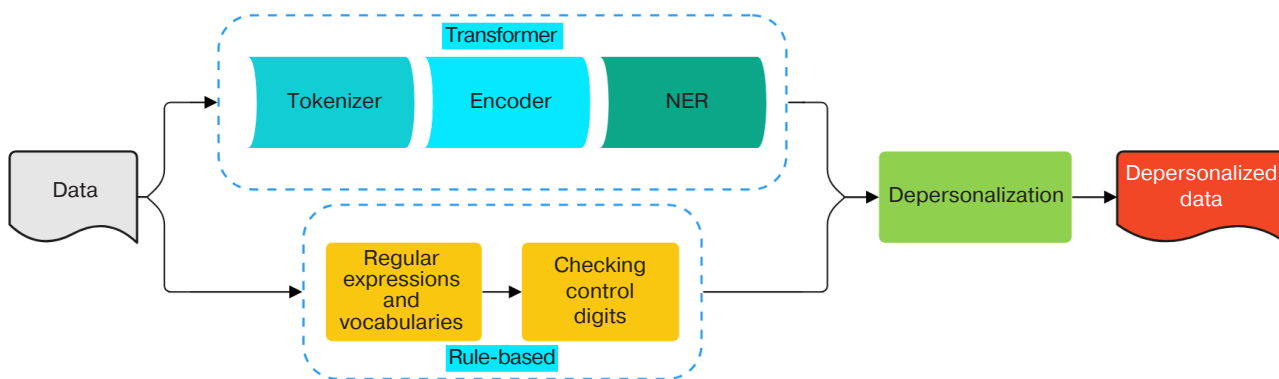 Transformer
Tokenizer
Encoder
NER
Data
Depersonalization
Depersonalized
data
Regular
expressions
and
vocabularies
Checking
control
digits
Rule-based